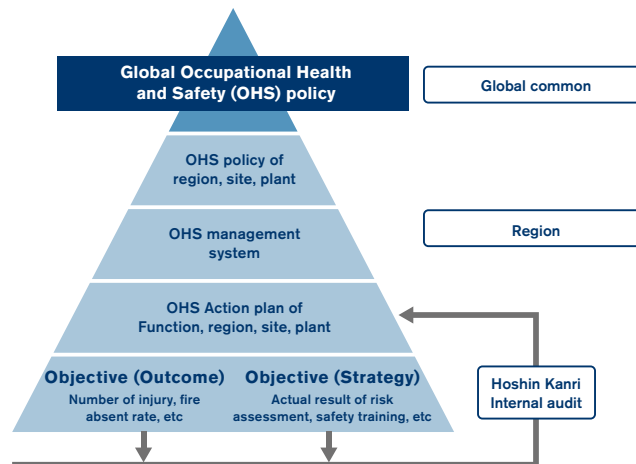 Global Occupational Health
and Safety (OHS) policy
Global common
OHS policy of
region, site, plant
OHS management
system
Region
OHS Action plan of
Function, region, site, plant
Objective (Outcome)
Number of injury, fire
absent rate, etc
Objective (Strategy)
Actual result of risk
assessment, safety training, etc
Hoshin Kanri
Internal audit